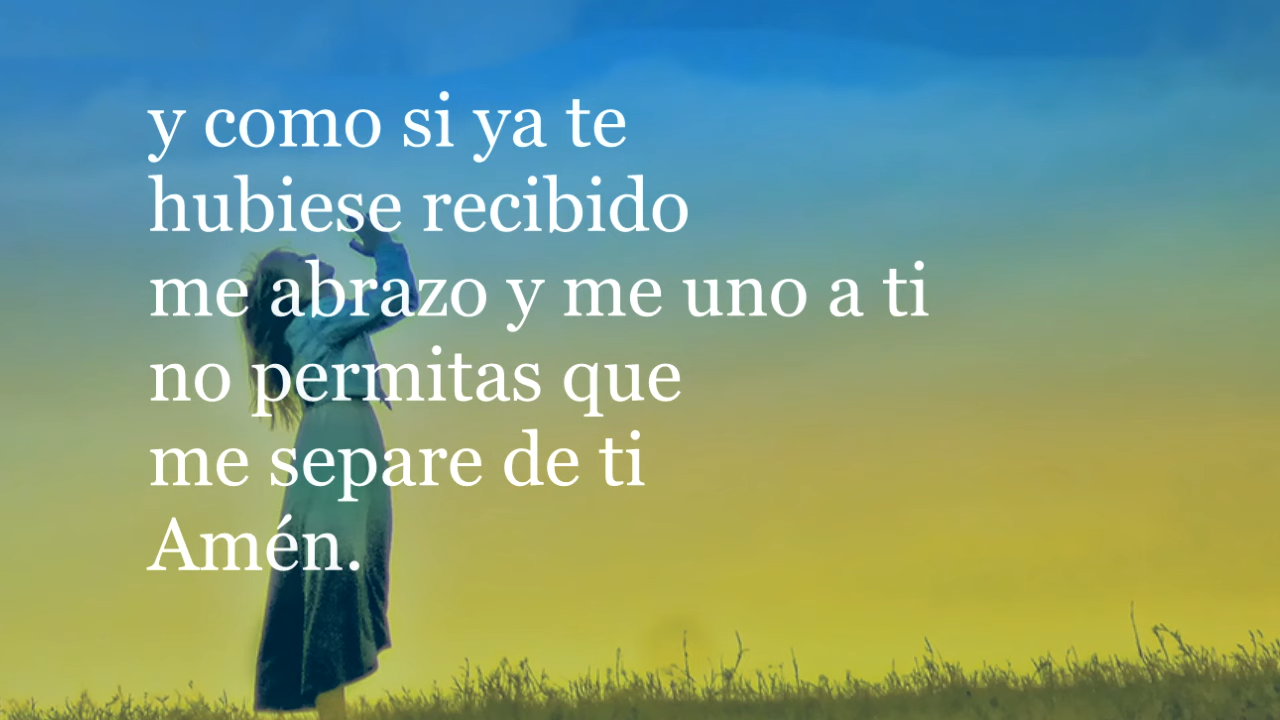 y como si ya te
hubiese recibido
me abrazo y me uno a ti
no permitas que
me separe de ti
Amén.